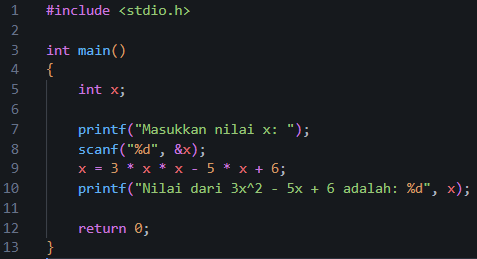 1 #include <stdio.h>
2
3 int main()
4 {
5     int x;
6
7     printf("Masukkan nilai x: ");
8     scanf("%d", &x);
9     x = 3 * x * x - 5 * x + 6;
10     printf("Nilai dari 3x^2 - 5x + 6 adalah: %d", x);
11
12     return 0;
13 }